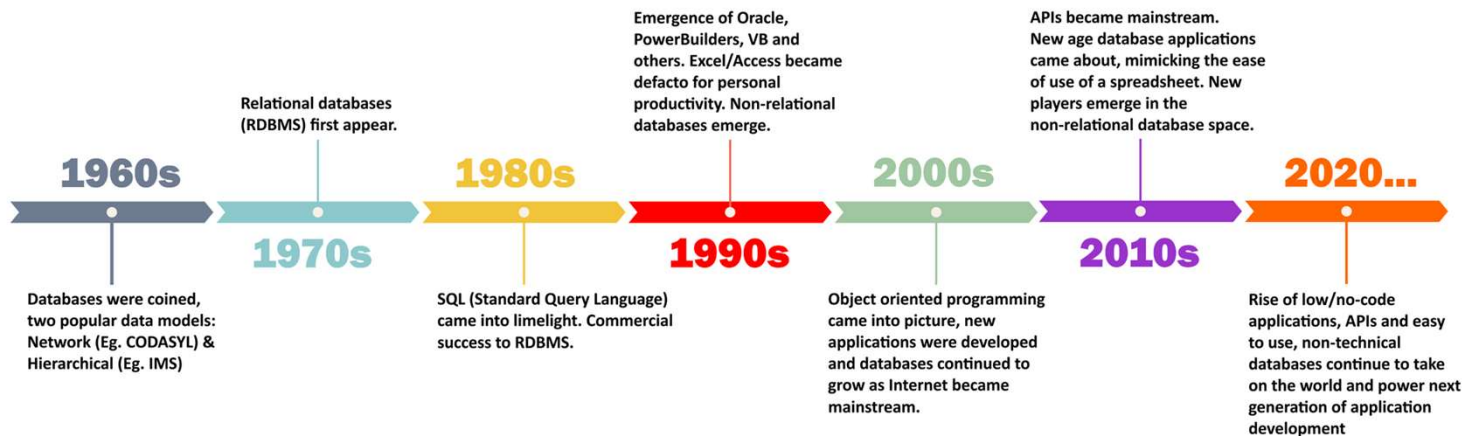 1960s
Databases were coined,
two popular data models:
Network (Eg. CODASYL) &
Hierarchical (Eg. IMS)
Relational databases
(RDBMS) first appear.
1970s
1980s
SQL (Standard Query Language)
came into limelight. Commercial
success to RDBMS.
Emergence of Oracle,
PowerBuilders, VB and
others. Excel/Access became
defacto for personal
productivity. Non-relational
databases emerge.
1990s
2000s
Object oriented programming
came into picture, new
applications were developed
and databases continued to
grow as Internet became
mainstream.
APIs became mainstream.
New age database applications
came about, mimicking the ease
of use of a spreadsheet. New
players emerge in the
non-relational database space.
2010s
2020...
Rise of low/no-code
applications, APIs and easy
to use, non-technical
databases continue to take
on the world and power next
generation of application
development